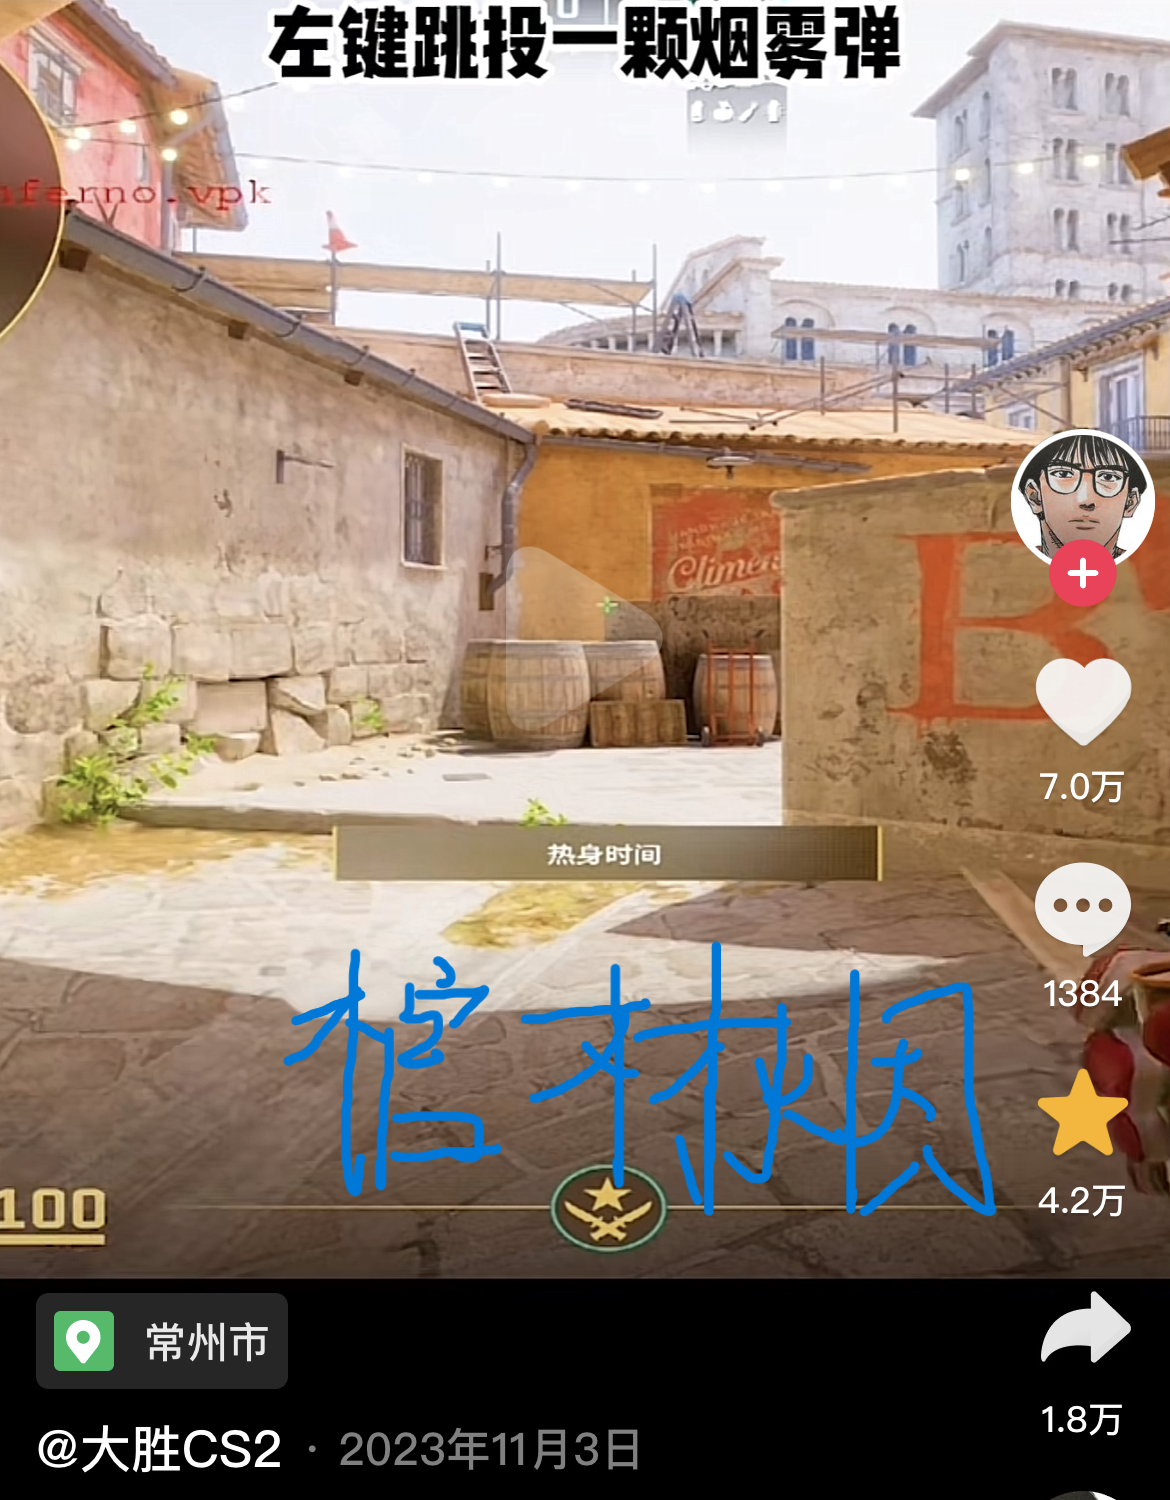 左键跳投一颗烟雾弹
nferno.vpk
Climen
B
7.0万
热身时间
1384
棺材烟
4.2万
100
常州市
1.8万
@大胜CS2 · 2023年11月3日